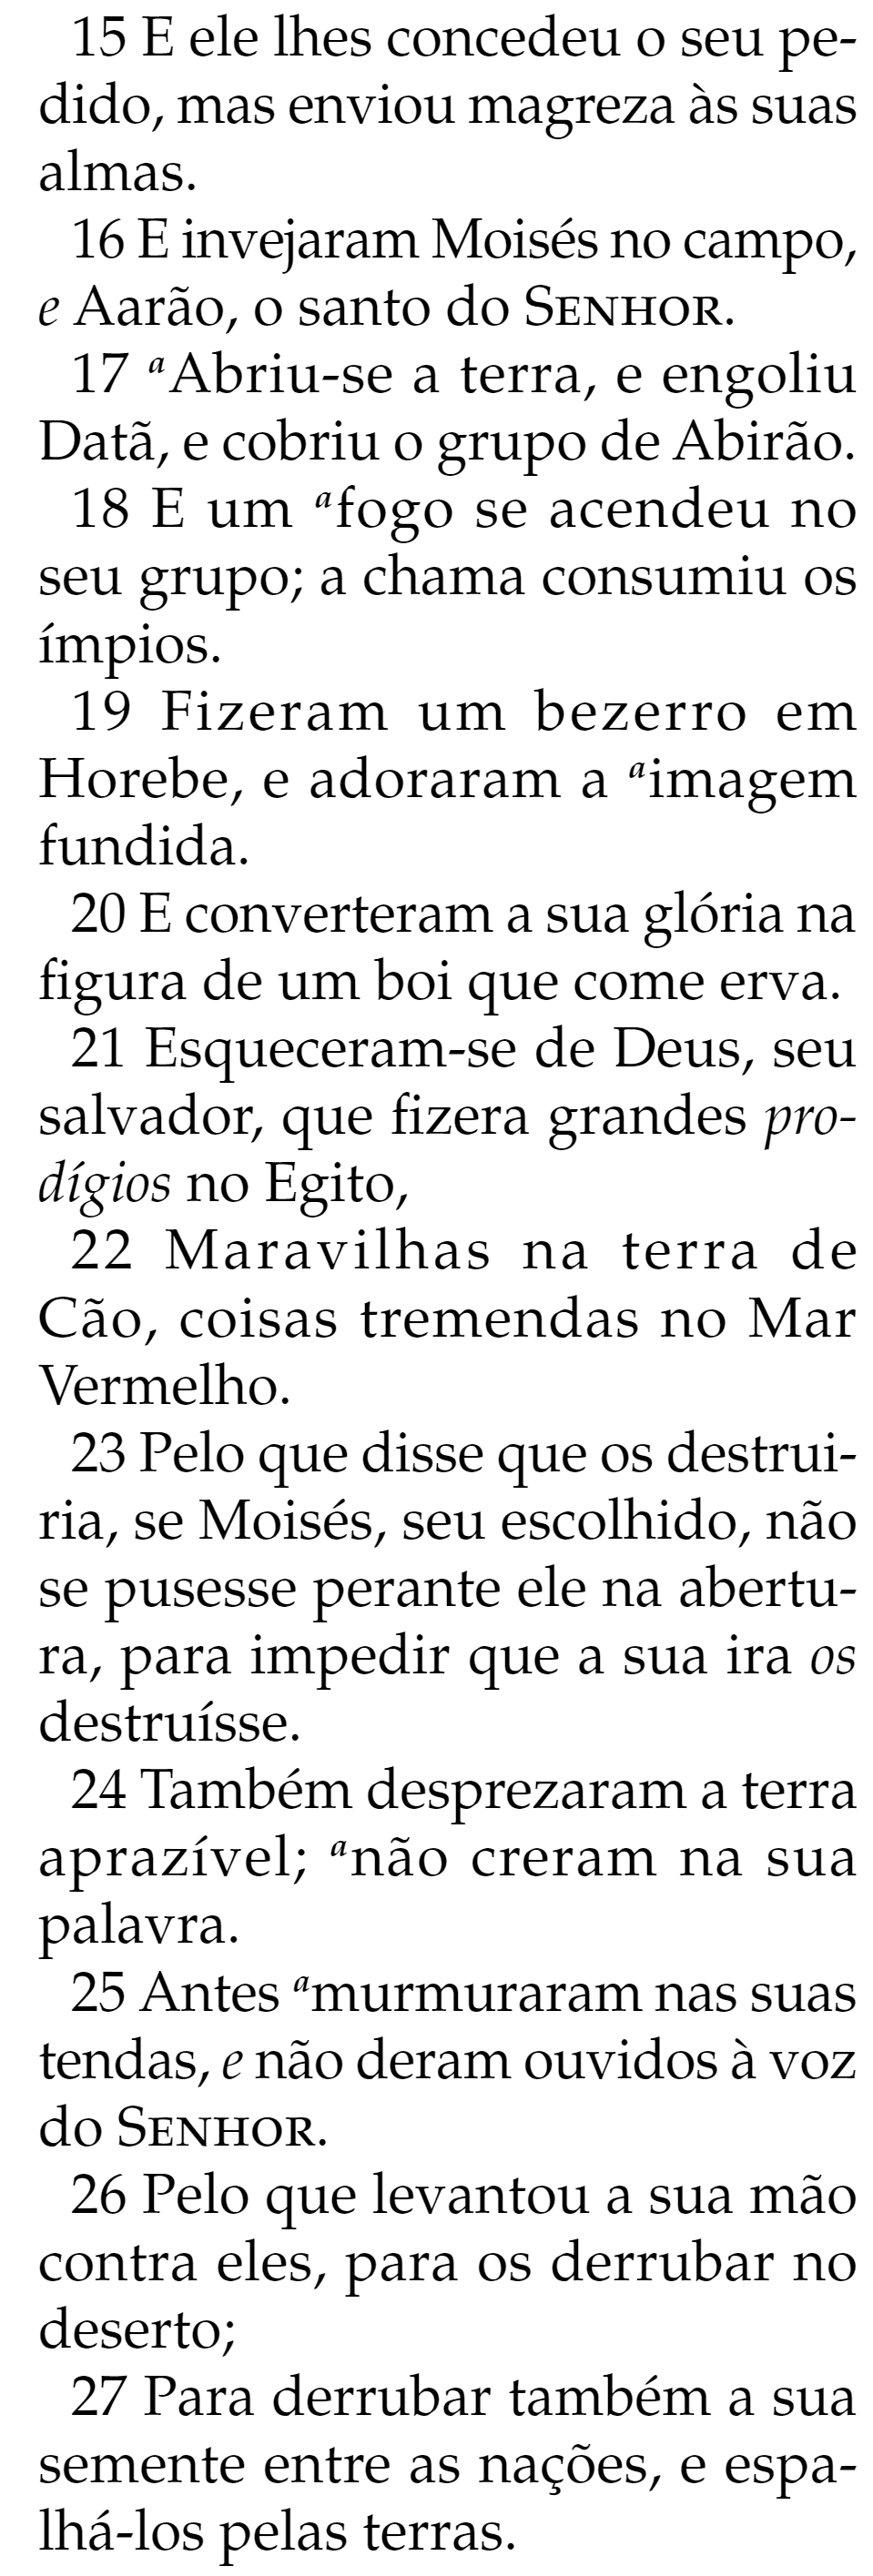 15 E ele lhes concedeu o seu pe-
dido, mas enviou magreza às suas
almas.
16 E invejaram Moisés no campo,
e Aarão, o santo do SENHOR.
17 aAbriu-se a terra, e engoliu
Datã, e cobriu o grupo de Abirão.
18 E um afogo se acendeu no
seu grupo; a chama consumiu os
ímpios.
19 Fizeram um bezerro em
Horebe, e adoraram a aimagem
fundida.
20 E converteram a sua glória na
figura de um boi que come erva.
21 Esqueceram-se de Deus, seu
salvador, que fizera grandes pro-
dígios no Egito,
22 Maravilhas na terra de
Cão, coisas tremendas no Mar
Vermelho.
23 Pelo que disse que os destrui-
ria, se Moisés, seu escolhido, não
se pusesse perante ele na abertu-
ra, para impedir que a sua ira os
destruísse.
24 Também desprezaram a terra
aprazível; anão creram na sua
palavra.
25 Antes amurmuraram nas suas
tendas, e não deram ouvidos à voz
do SENHOR.
26 Pelo que levantou a sua mão
contra eles, para os derrubar no
deserto;
27 Para derrubar também a sua
semente entre as nações, e espa-
lhá-los pelas terras.